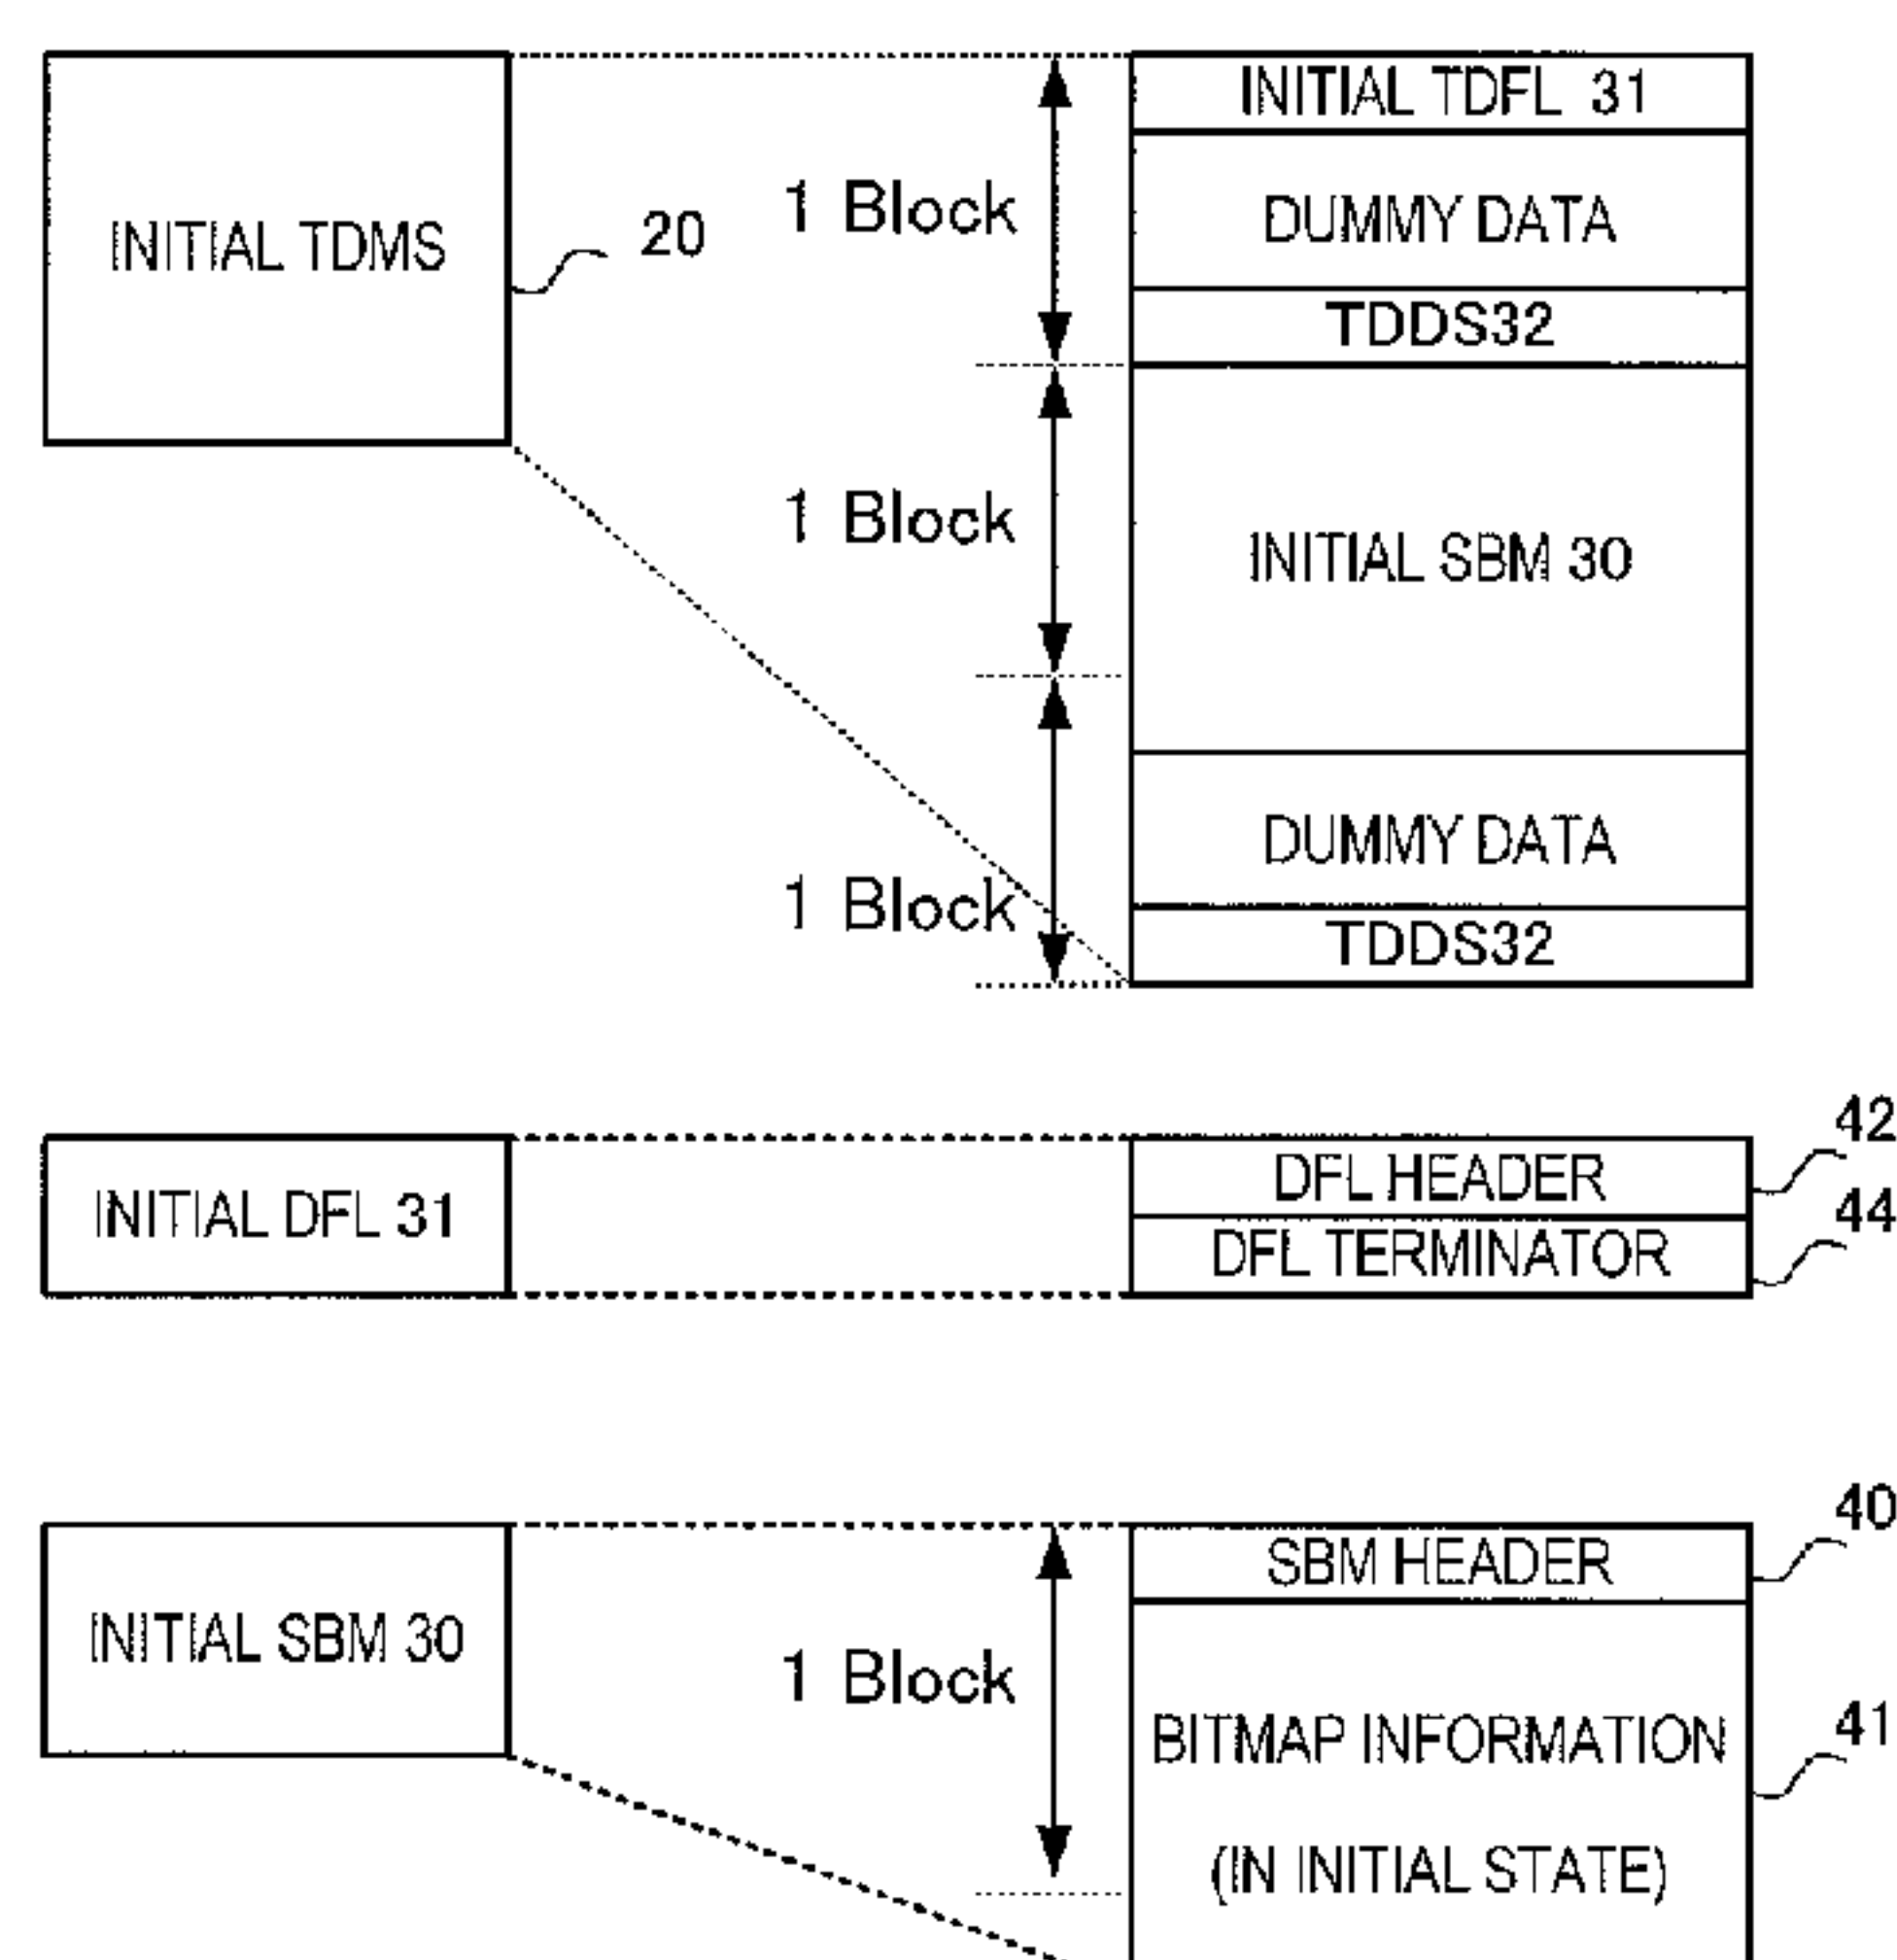 INITIAL TDFL 31
1 Block
DUMMY DATA
INITIAL TDMS
20
TDDS32
1 Block
INITIAL SBM 30
DUMMY DATA
1 Block
TDDS32
42
DFL HEADER
INITIAL DFL 31
44
DFL TERMINATOR
40
SBM HEADER
INITIAL SBM 30
1 Block
41
BITMAP INFORMATION
(IN INITIAL STATE)